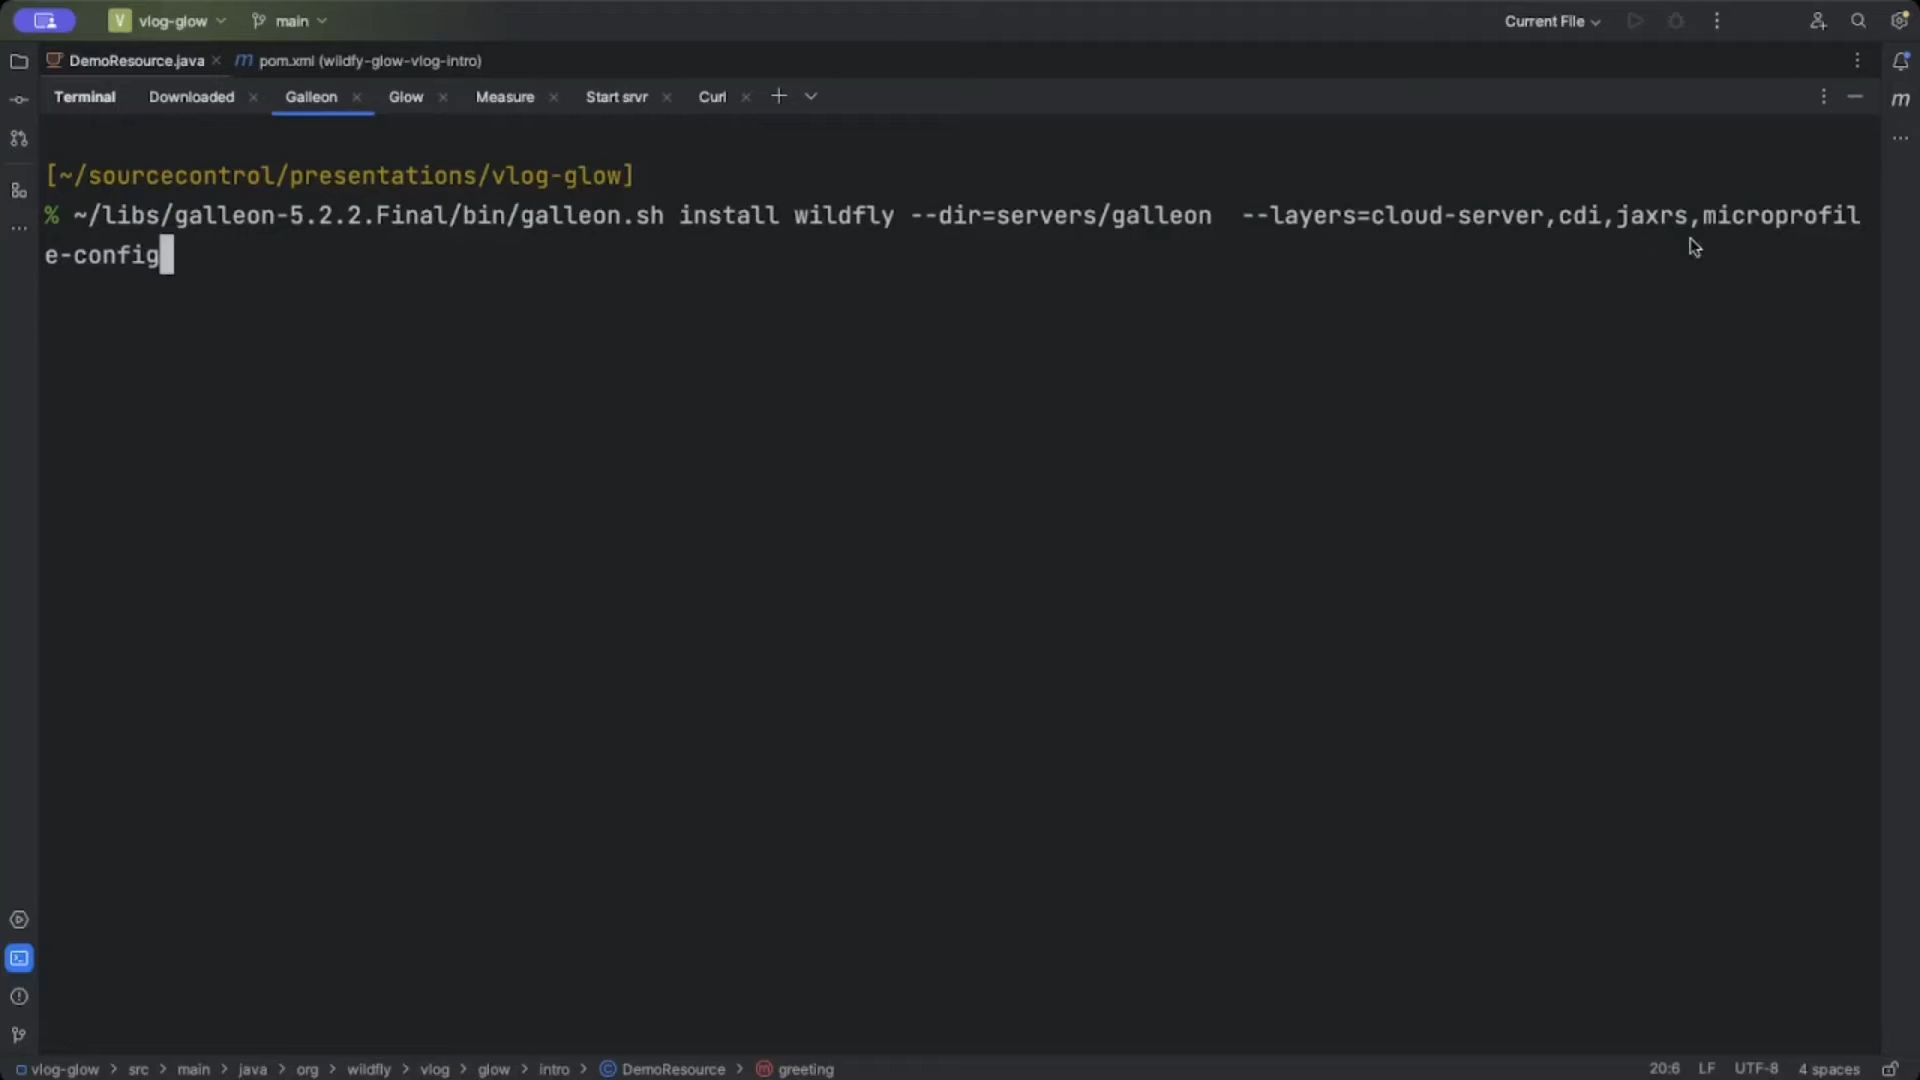 V vlog-glow main Current File
DemoResource.java m pom.xml (wildfy-glow-vlog-intro)
Terminal Downloaded Galleon Glow Measure Start srvr Curl
[~/sourcecontrol/presentations/vlog-glow]
% ~/libs/galleon-5.2.2.Final/bin/galleon.sh install wildfly --dir=servers/galleon  --layers=cloud-server,cdi,jaxrs,microprofil
e-config
vlog-glow > src > main > java > org > wildfly > vlog > glow > intro > DemoResource > greeting 20:6 LF UTF-8 4 spaces